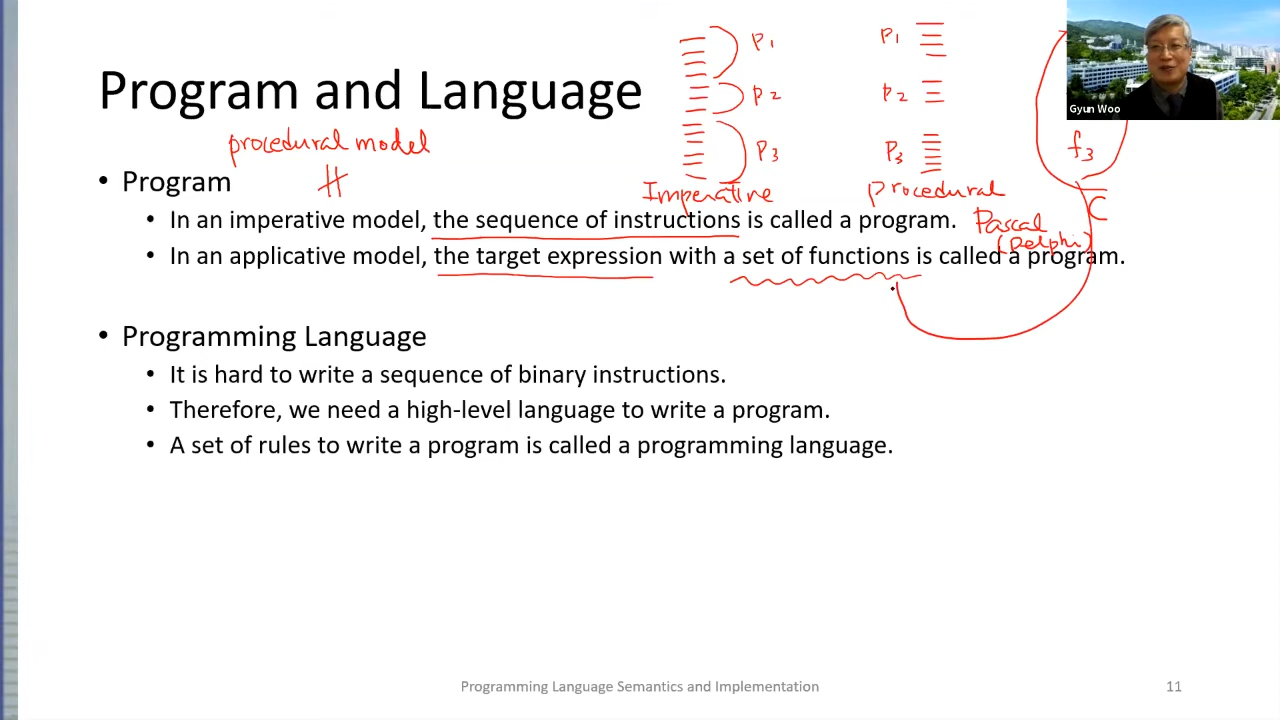 P1
P1
Gyun Woo
Program and Language
P2
P2
procedural model
P3
P3
f3
• Program
Imperative
Procedural
C
• In an imperative model, the sequence of instructions is called a program.
Pascal
(Delphi)
• In an applicative model, the target expression with a set of functions is called a program.
• Programming Language
• It is hard to write a sequence of binary instructions.
• Therefore, we need a high-level language to write a program.
• A set of rules to write a program is called a programming language.
Programming Language Semantics and Implementation
11